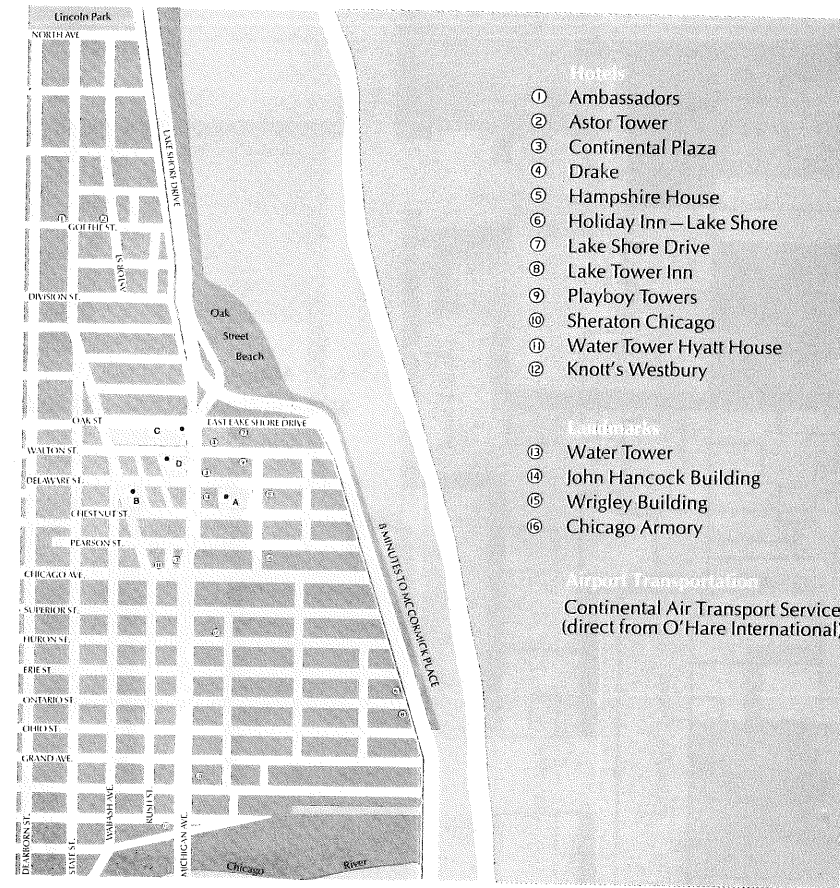 Lincoln Park
NORTH AVE
LAKE SHORE DRIVE
①
②
GOETHE ST.
ASTOR ST.
DIVISION ST.
Oak
Street
Beach
OAK ST
C
EAST LAKE SHORE DRIVE
WALTON ST.
D
DELAWARE ST.
B
A
CHESTNUT ST.
PEARSON ST.
CHICAGO AVE.
8 MINUTES TO MC CORMICK PLACE
SUPERIOR ST.
HURON ST.
ERIE ST.
ONTARIO ST.
OHIO ST.
GRAND AVE.
DEARBORN ST.
STATE ST.
WABASH AVE.
RUSH ST.
MICHIGAN AVE.
Chicago River
Hotels
① Ambassadors
② Astor Tower
③ Continental Plaza
④ Drake
⑤ Hampshire House
⑥ Holiday Inn—Lake Shore
⑦ Lake Shore Drive
⑧ Lake Tower Inn
⑨ Playboy Towers
⑩ Sheraton Chicago
⑪ Water Tower Hyatt House
⑫ Knott's Westbury
Landmarks
⑬ Water Tower
⑭ John Hancock Building
⑮ Wrigley Building
⑯ Chicago Armory
Airport Transportation
Continental Air Transport Service
(direct from O'Hare International)